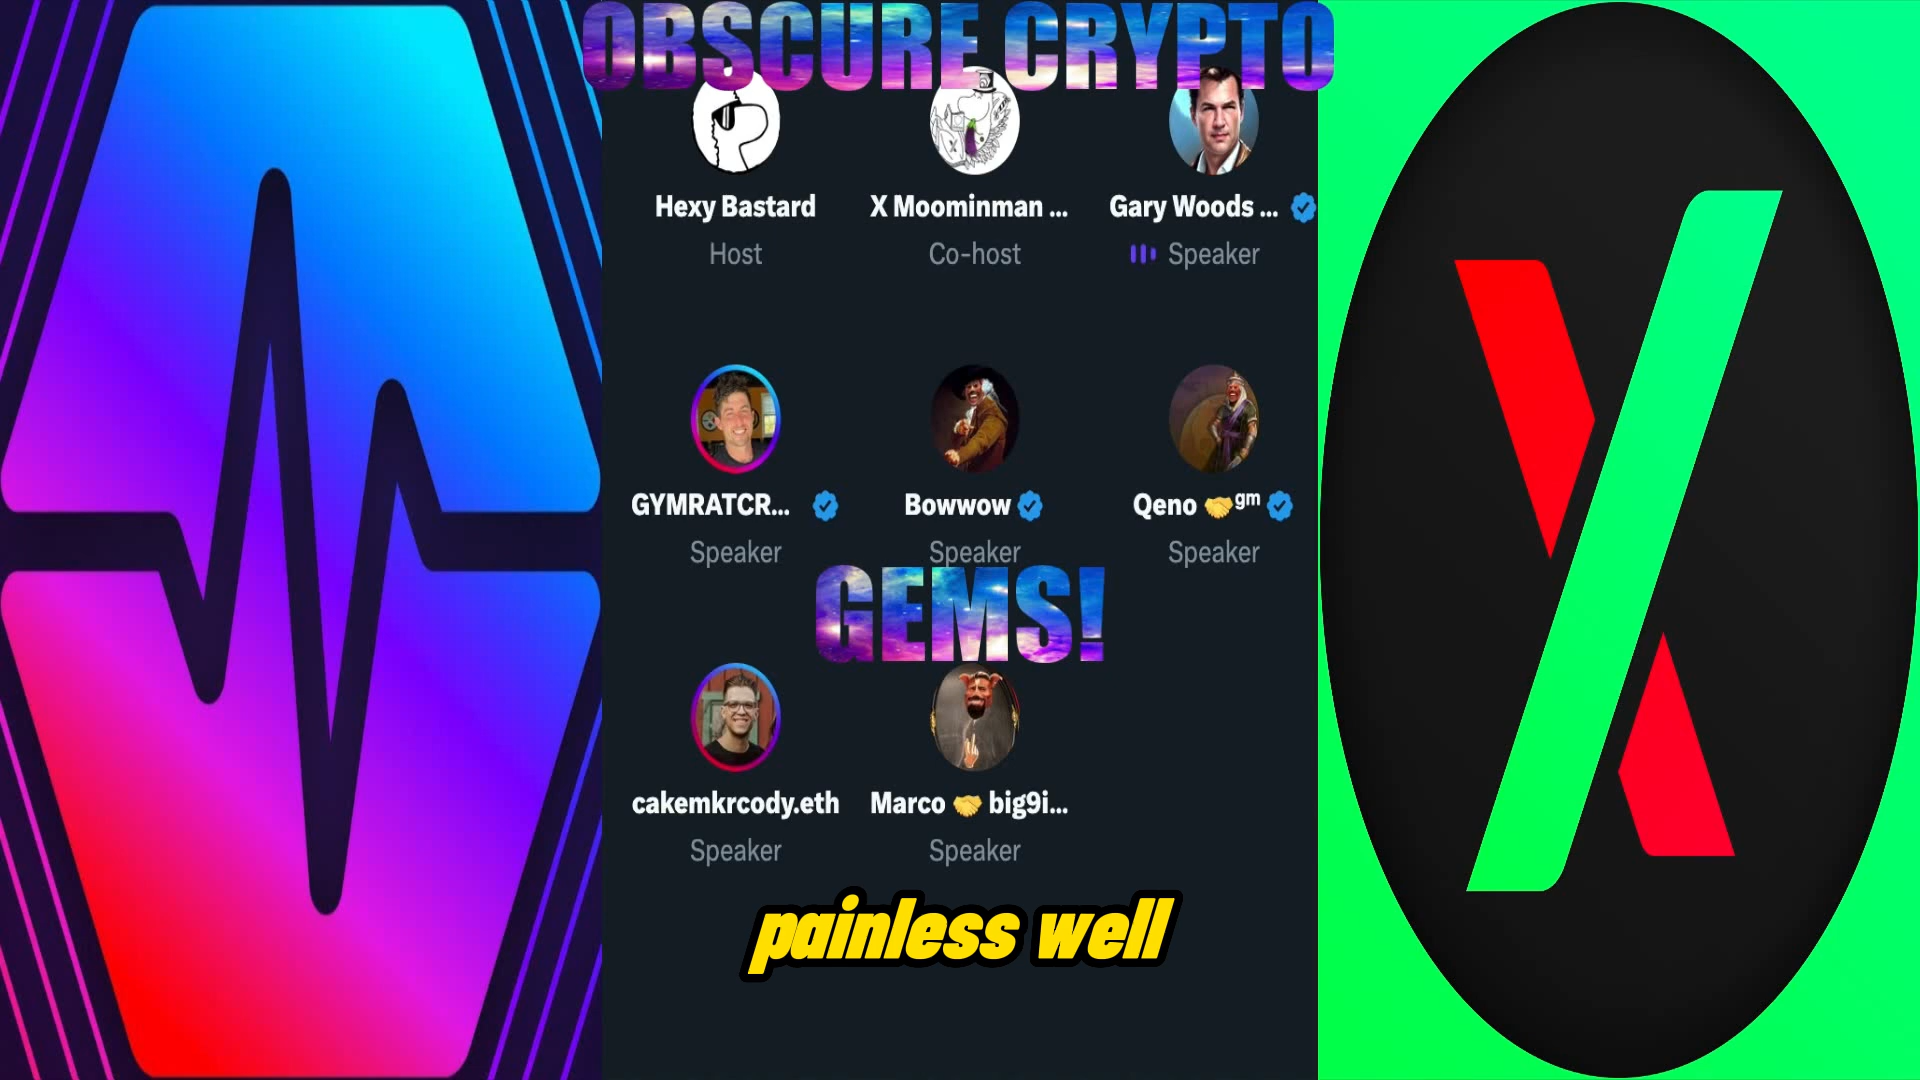 OBSCURE CRYPTO
Hexy Bastard X Moominman ... Gary Woods ...
Host Co-host Speaker
GYMRATCR... Bowwow Qeno 🤝gm
Speaker Speaker Speaker
GEMS!
cakemkrcody.eth Marco 🤝 big9i...
Speaker Speaker
painless well